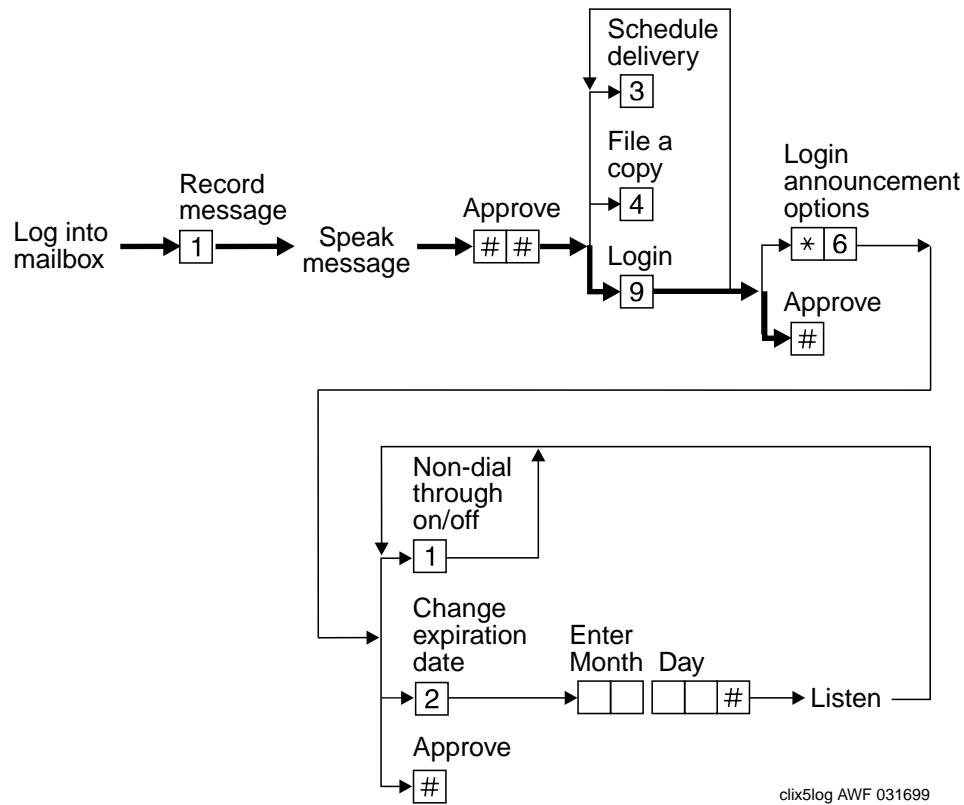 Schedule
delivery
3
File a
copy
4
Login
announcement
options
* 6
Record
message
1
Log into
mailbox
Speak
message
Approve
# #
Login
9
Approve
#
Non-dial
through
on/off
1
Change
expiration
date
2
Enter
Month Day
#
Listen
Approve
#
clix5log AWF 031699